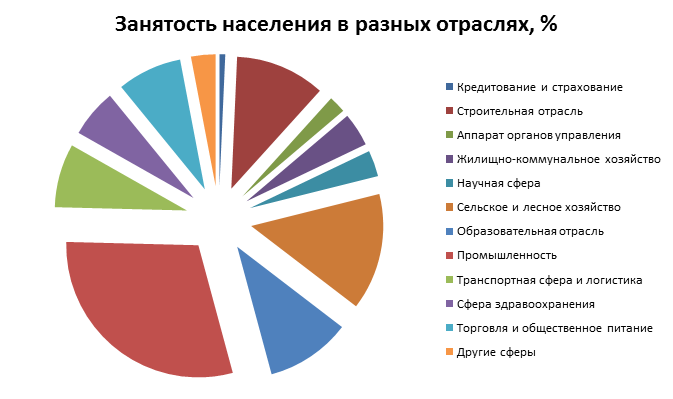 Занятость населения в разных отраслях, %
Кредитование и страхование
Строительная отрасль
Аппарат органов управления
Жилищно-коммунальное хозяйство
Научная сфера
Сельское и лесное хозяйство
Образовательная отрасль
Промышленность
Транспортная сфера и логистика
Сфера здравоохранения
Торговля и общественное питание
Другие сферы